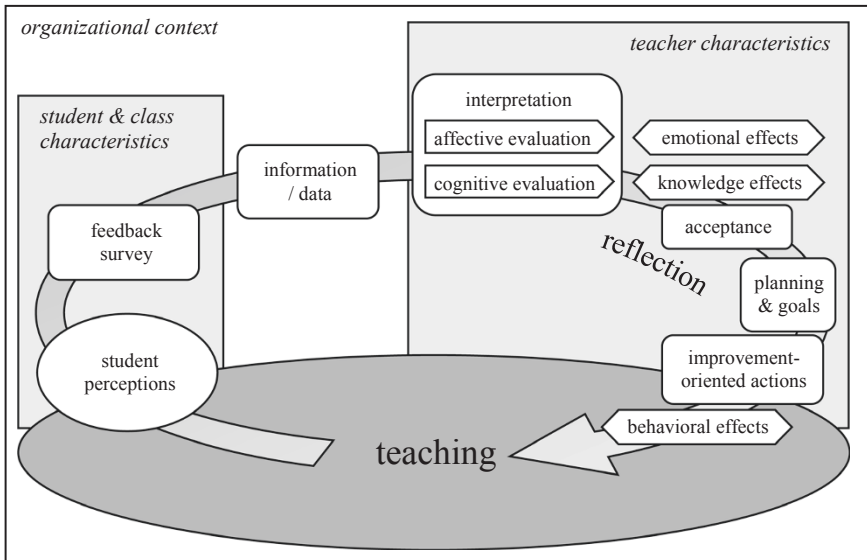 organizational context
teacher characteristics
student & class
characteristics
interpretation
affective evaluation
emotional effects
cognitive evaluation
knowledge effects
information
/ data
feedback
survey
acceptance
reflection
planning
& goals
student
perceptions
improvement-
oriented actions
behavioral effects
teaching